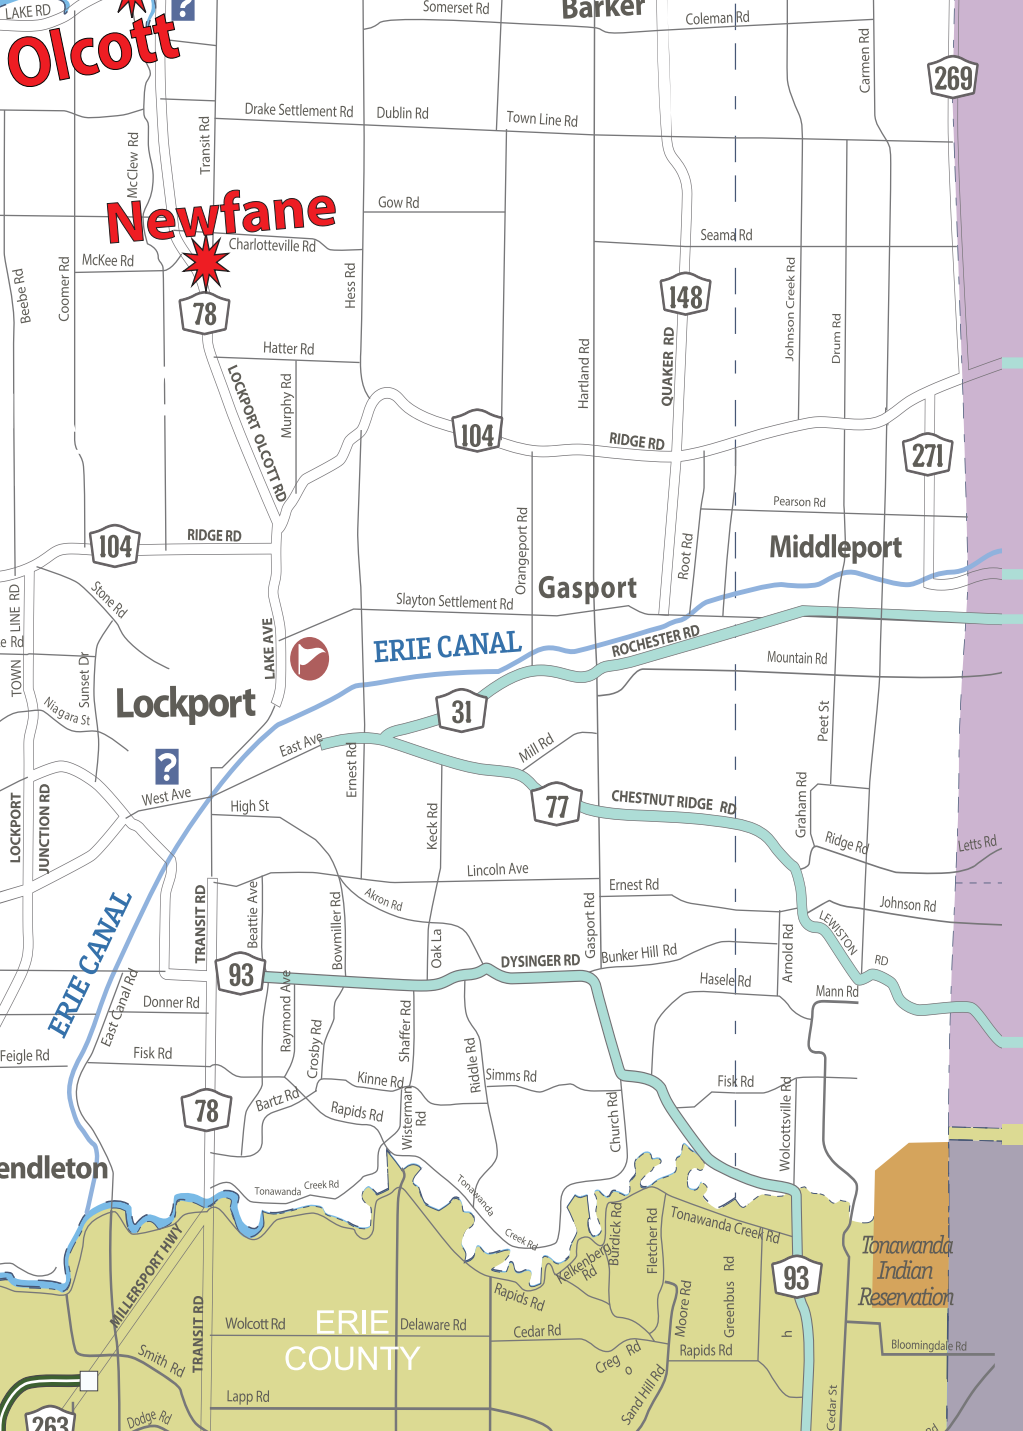 LAKE RD
?
Somerset Rd
Barker
Coleman Rd
Olcott
Carmen Rd
269
Drake Settlement Rd
Dublin Rd
Town Line Rd
McClew Rd
Transit Rd
Newfane
Gow Rd
Charlotteville Rd
Seaman Rd
McKee Rd
Beebe Rd
Coomer Rd
Hess Rd
78
148
Johnson Creek Rd
Drum Rd
Hatter Rd
Hartland Rd
QUAKER RD
LOCKPORT OLCOTT RD
Murphy Rd
104
RIDGE RD
271
Pearson Rd
104
RIDGE RD
Orangeport Rd
Root Rd
Middleport
Stone Rd
Gasport
TOWN LINE RD
Slayton Settlement Rd
e Rd
LAKE AVE
ERIE CANAL
ROCHESTER RD
Mountain Rd
Sunset Dr
Niagara St
Lockport
31
Peet St
East Ave
Mill Rd
Ernest Rd
?
West Ave
High St
77
CHESTNUT RIDGE RD
Graham Rd
LOCKPORT
JUNCTION RD
Keck Rd
Ridge Rd
Letts Rd
Lincoln Ave
Ernest Rd
Akron Rd
Johnson Rd
TRANSIT RD
Beattie Ave
Bowmiller Rd
Oak La
Gasport Rd
Arnold Rd
LEWISTON
RD
ERIE CANAL
93
DYSINGER RD
Bunker Hill Rd
Hasele Rd
Mann Rd
East Canal Rd
Donner Rd
Raymond Ave
Crosby Rd
Shaffer Rd
Riddle Rd
Feigle Rd
Fisk Rd
Kinne Rd
Simms Rd
Fisk Rd
78
Bartz Rd
Rapids Rd
Wisterman
Rd
Church Rd
Wolcottsville Rd
endleton
Tonawanda Creek Rd
Tonawanda
Creek Rd
Burdick Rd
Fletcher Rd
Tonawanda Creek Rd
Tonawanda
Indian
Reservation
MILLERSPORT HWY
Kelkenberg
Rd
93
Rapids Rd
Moore Rd
Greenbus Rd
h
TRANSIT RD
Wolcott Rd
ERIE
COUNTY
Delaware Rd
Cedar Rd
Creg Rd
o
Rapids Rd
Bloomingdale Rd
Smith Rd
Lapp Rd
Sand Hill Rd
Cedar St
263
Dodge Rd
Rd